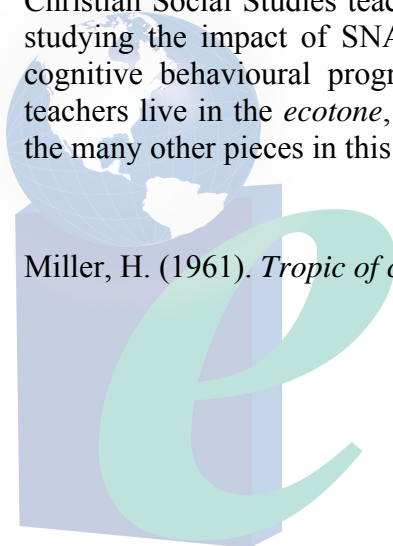 Christian Social Studies teac
studying the impact of SNA
cognitive behavioural progr
teachers live in the ecotone,
the many other pieces in this
Miller, H. (1961). Tropic of c
e